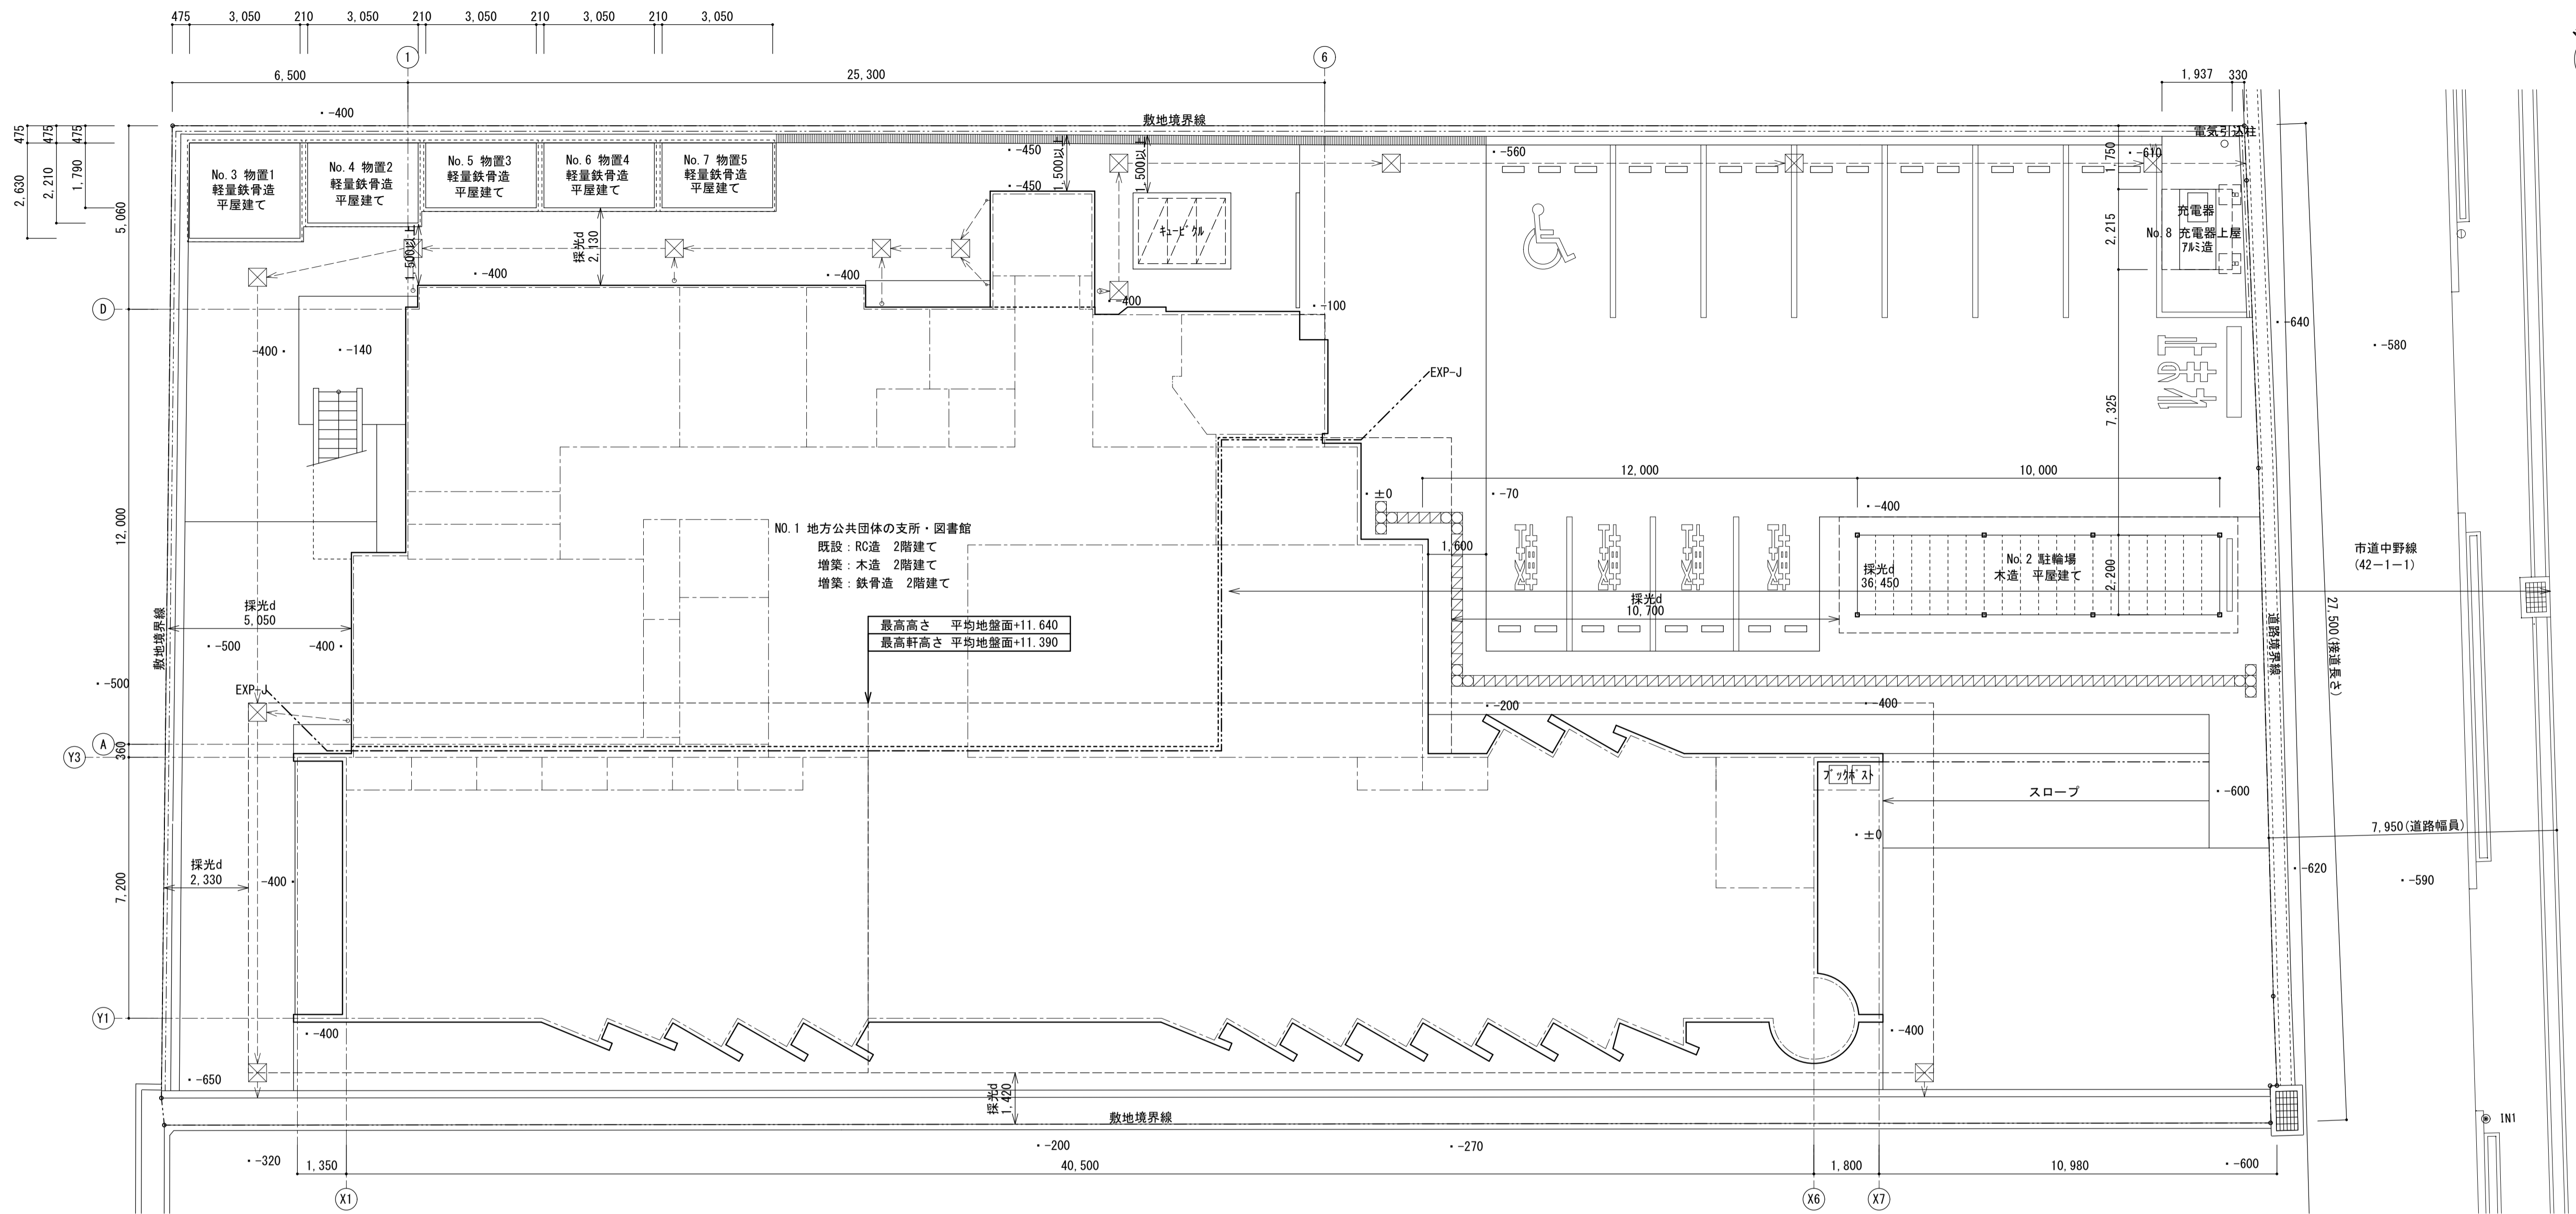 475 3,050 210 3,050 210 3,050 210 3,050 210 3,050
1 6
6,500 25,300 1,937 330
475 475 475
2,630 2,210 1,790
5,060
12,000
360
7,200
D
A
Y3
Y1
・-400
敷地境界線
電気引込柱
No.3 物置1
軽量鉄骨造
平屋建て
No.4 物置2
軽量鉄骨造
平屋建て
No.5 物置3
軽量鉄骨造
平屋建て
No.6 物置4
軽量鉄骨造
平屋建て
No.7 物置5
軽量鉄骨造
平屋建て
・-450
・-450
1,500以上
1,500以上
1,500以上
採光d
2,130
キュービクル
・-560
・-610
1,750
2,215
7,325
2,200
充電器
No.8 充電器上屋
アルミ造
・-400
・-400
・-400
・-100
-400・
・-140
・-640
・-580
EXP-J
止まれ
12,000 10,000
・±0
・-70
・-400
1,600
NO.1 地方公共団体の支所・図書館
既設：RC造　2階建て
増築：木造　2階建て
増築：鉄骨造　2階建て
最高高さ　平均地盤面+11.640
最高軒高さ 平均地盤面+11.390
採光d
36,450
No.2 駐輪場
木造　平屋建て
採光d
10,700
市道中野線
(42－1－1)
27,500(接道長さ)
道路境界線
敷地境界線
採光d
5,050
・-500
-400・
・-500
EXP-J
・-200
・-400
ブックポスト
スロープ
・-600
・±0
7,950(道路幅員)
・-620
・-590
採光d
2,330
-400・
・-400
・-400
・-650
採光d
1,420
敷地境界線
・-200
・-270
・-320
・-600
IN1
1,350 40,500 1,800 10,980
X1 X6 X7